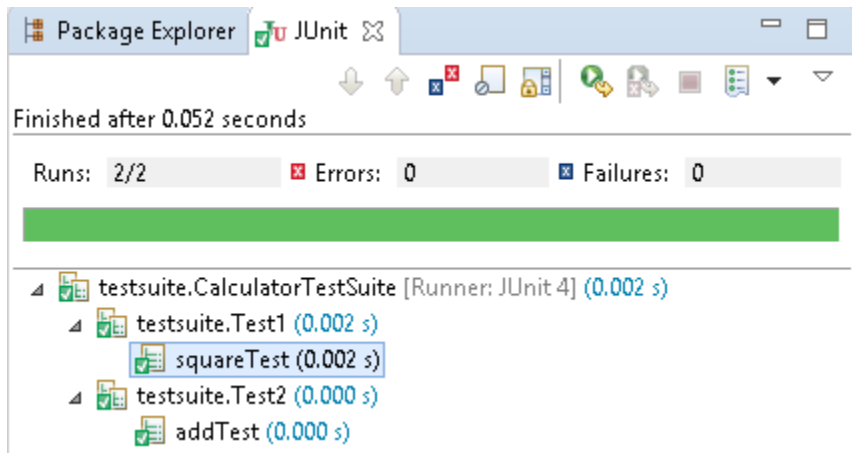 Package Explorer JUnit
Finished after 0.052 seconds
Runs: 2/2 Errors: 0 Failures: 0
testsuite.CalculatorTestSuite [Runner: JUnit 4] (0.002 s)
testsuite.Test1 (0.002 s)
squareTest (0.002 s)
testsuite.Test2 (0.000 s)
addTest (0.000 s)